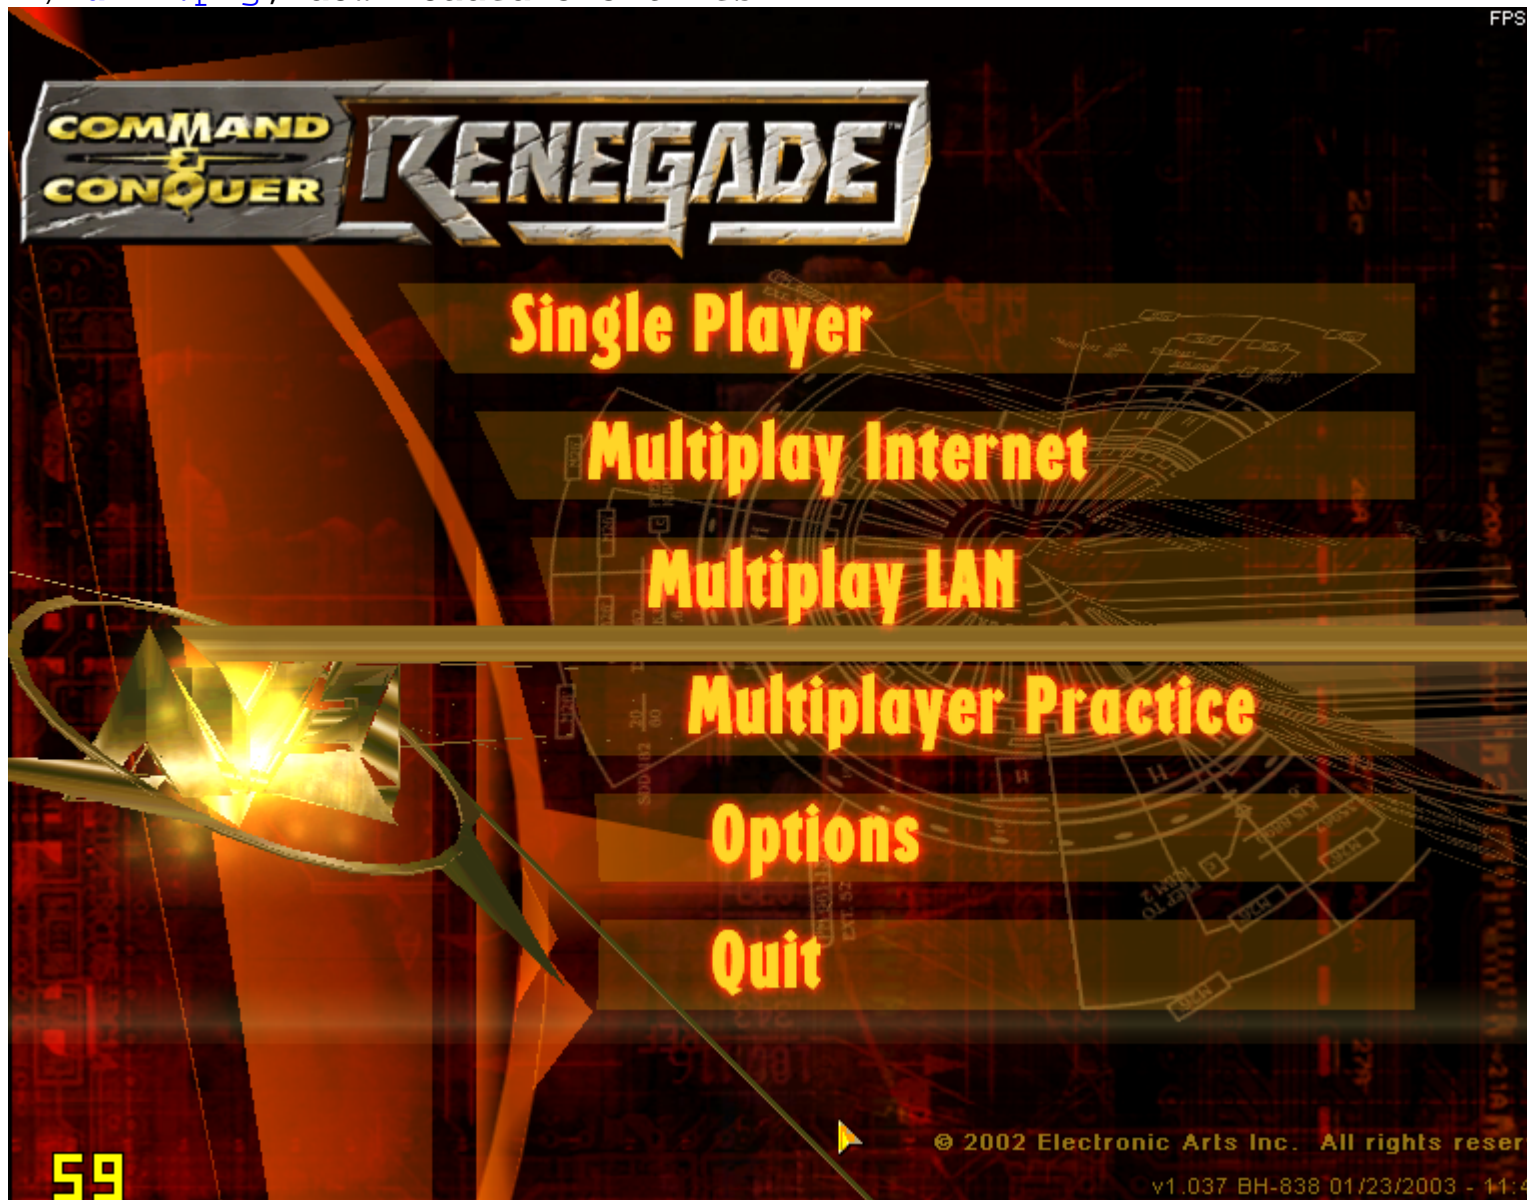 FPS
COMMAND
&
CONQUER
RENEGADE™
Single Player
Multiplay Internet
Multiplay LAN
Multiplayer Practice
Options
Quit
© 2002 Electronic Arts Inc. All rights reser
59
v1.037 BH-838 01/23/2003 - 11:4